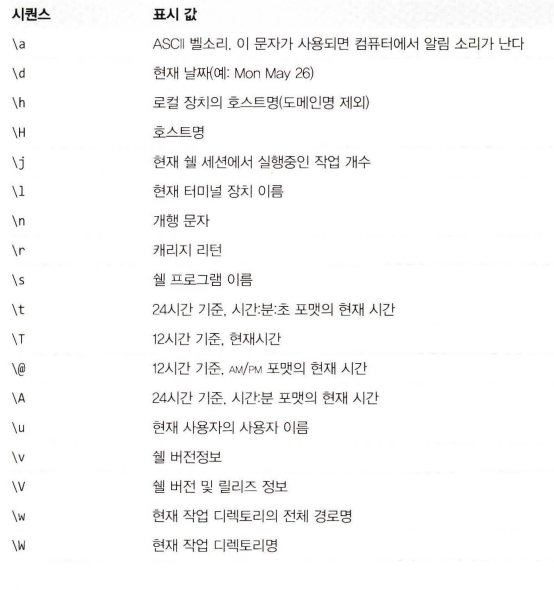 시퀀스 표시 값
\a ASCII 벨소리. 이 문자가 사용되면 컴퓨터에서 알림 소리가 난다
\d 현재 날짜(예: Mon May 26)
\h 로컬 장치의 호스트명(도메인명 제외)
\H 호스트명
\j 현재 쉘 세션에서 실행중인 작업 개수
\l 현재 터미널 장치 이름
\n 개행 문자
\r 캐리지 리턴
\s 쉘 프로그램 이름
\t 24시간 기준, 시간:분:초 포맷의 현재 시간
\T 12시간 기준, 현재시간
\@ 12시간 기준, AM/PM 포맷의 현재 시간
\A 24시간 기준, 시간:분 포맷의 현재 시간
\u 현재 사용자의 사용자 이름
\v 쉘 버전정보
\V 쉘 버전 및 릴리즈 정보
\w 현재 작업 디렉토리의 전체 경로명
\W 현재 작업 디렉토리명